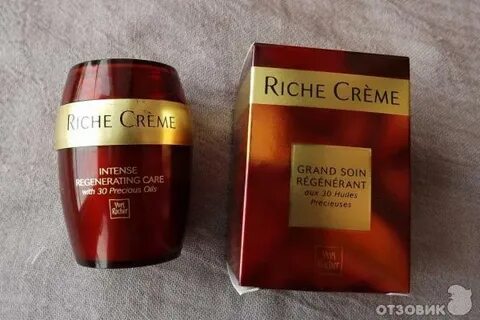 RICHE CRÈME
INTENSE
REGENERATING CARE
with 30 Precious Oils
Yves
Rocher
RICHE CRÈME
GRAND SOIN
RÉGÉNÉRANT
aux 30 Huiles
Précieuses
Yves
Rocher
ОТЗОВИК